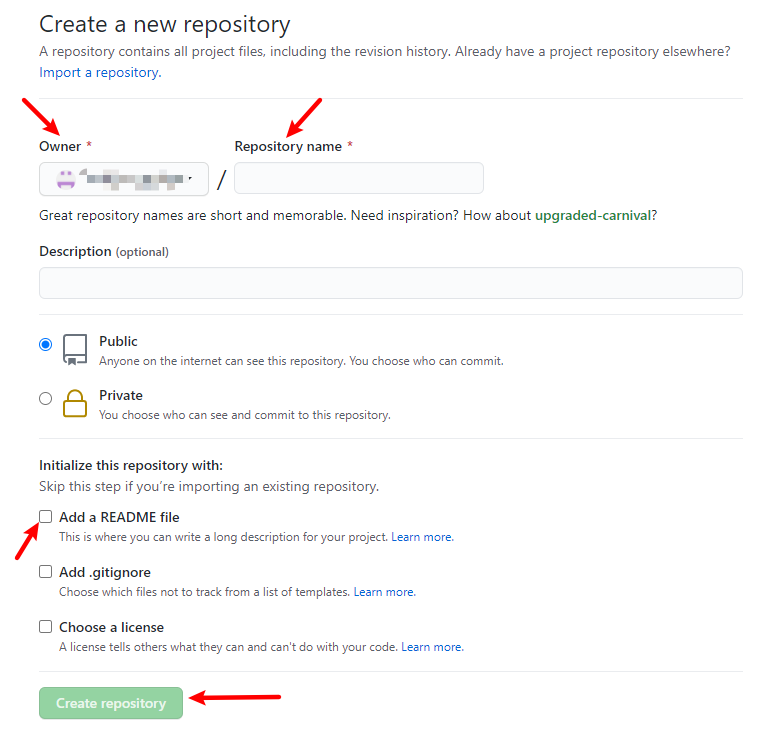 Create a new repository
A repository contains all project files, including the revision history. Already have a project repository elsewhere?
Import a repository.
Owner * Repository name *
/
Great repository names are short and memorable. Need inspiration? How about upgraded-carnival?
Description (optional)
Public
Anyone on the internet can see this repository. You choose who can commit.
Private
You choose who can see and commit to this repository.
Initialize this repository with:
Skip this step if you’re importing an existing repository.
Add a README file
This is where you can write a long description for your project. Learn more.
Add .gitignore
Choose which files not to track from a list of templates. Learn more.
Choose a license
A license tells others what they can and can't do with your code. Learn more.
Create repository